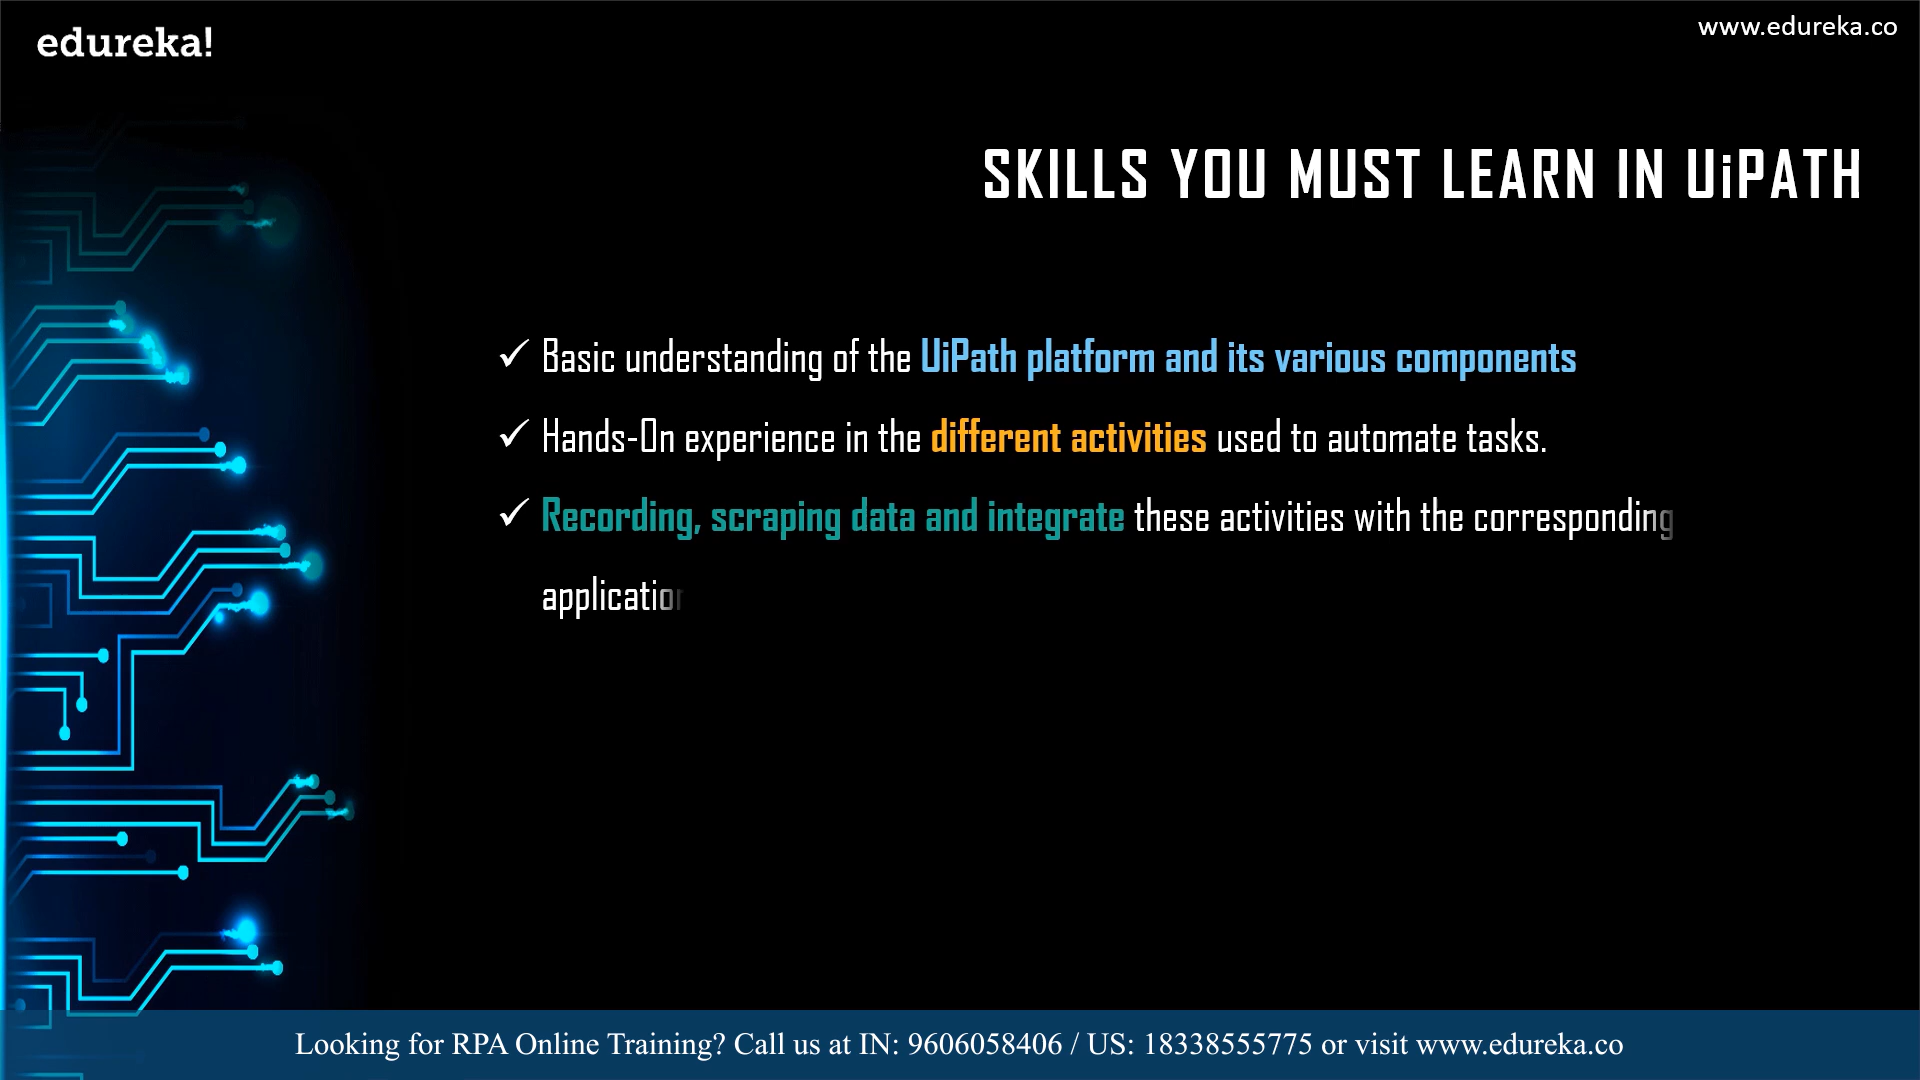 edureka!
www.edureka.co
SKILLS YOU MUST LEARN IN UiPATH
✓ Basic understanding of the UiPath platform and its various components
✓ Hands-On experience in the different activities used to automate tasks.
✓ Recording, scraping data and integrate these activities with the corresponding
application
Looking for RPA Online Training? Call us at IN: 9606058406 / US: 18338555775 or visit www.edureka.co